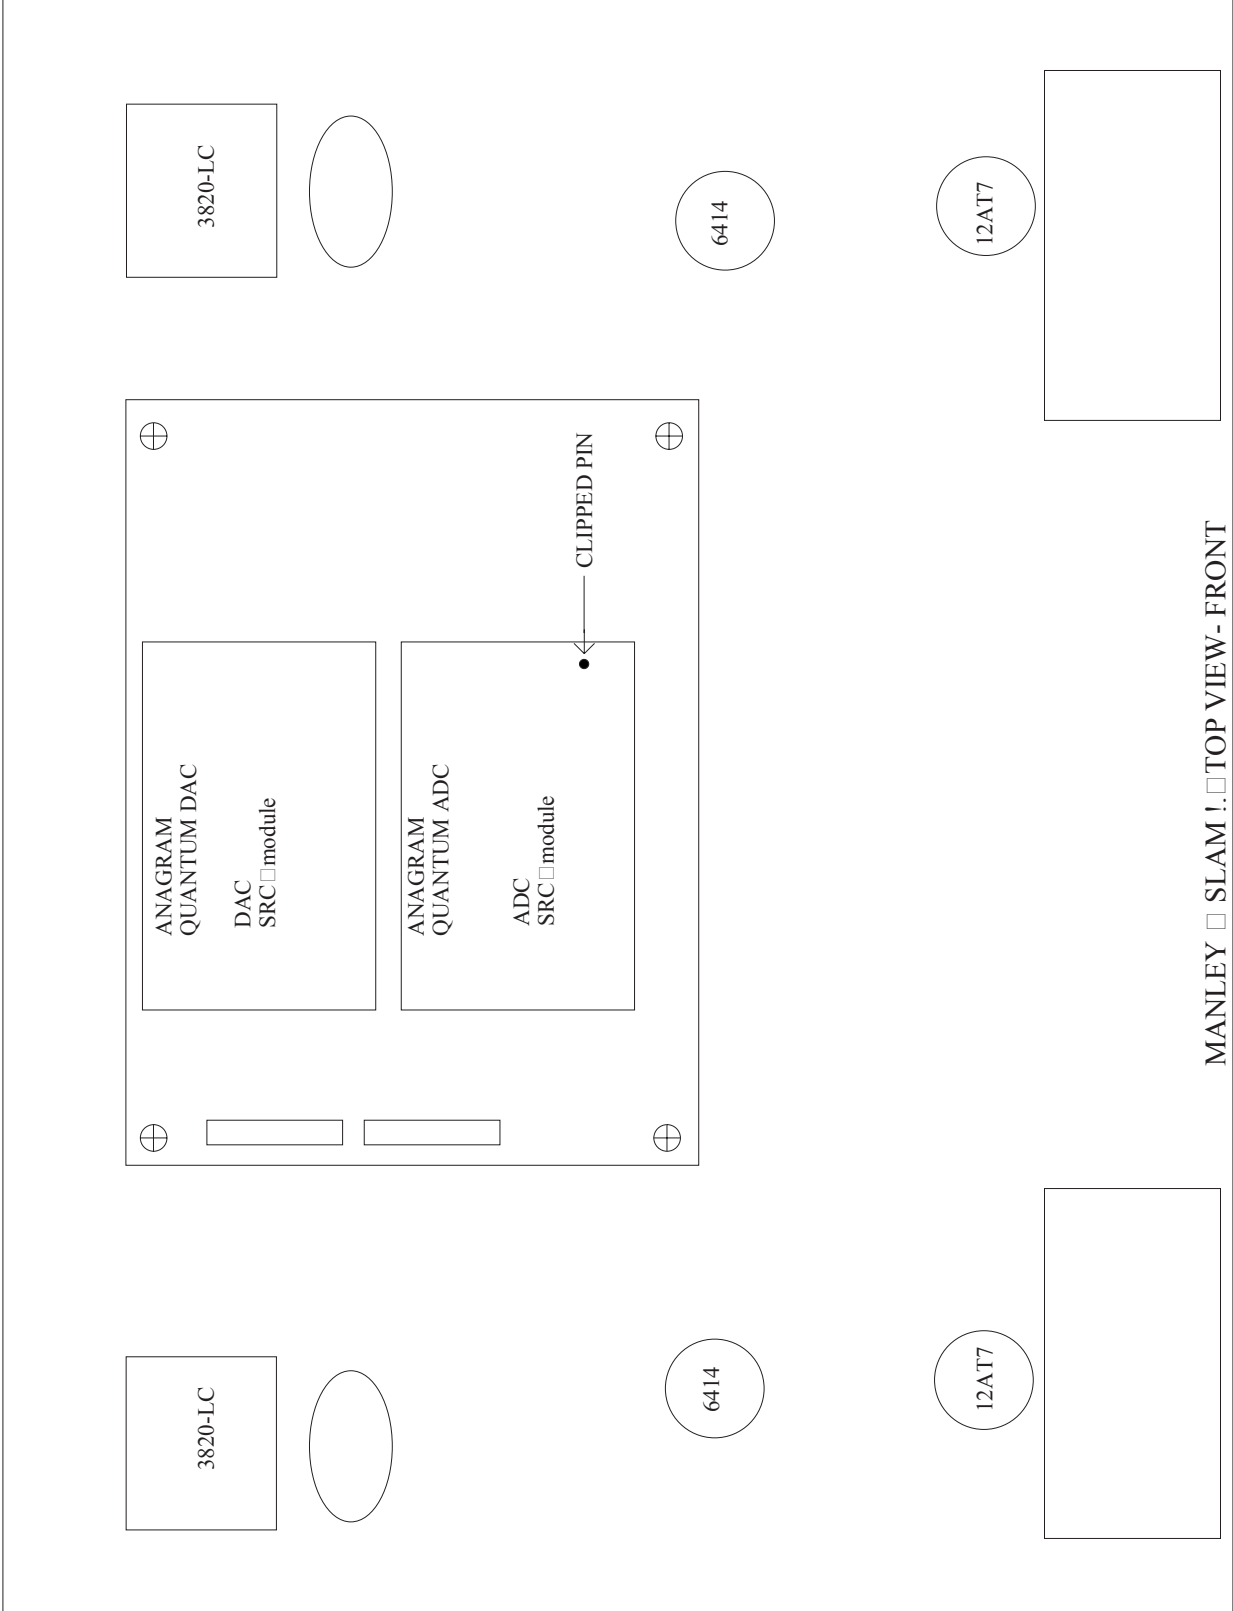 3820-LC
ANAGRAM
QUANTUM DAC
DAC
SRC□module
3820-LC
ANAGRAM
QUANTUM ADC
ADC
SRC□module
CLIPPED PIN
6414
6414
12AT7
12AT7
MANLEY □ SLAM !.□TOP VIEW- FRONT